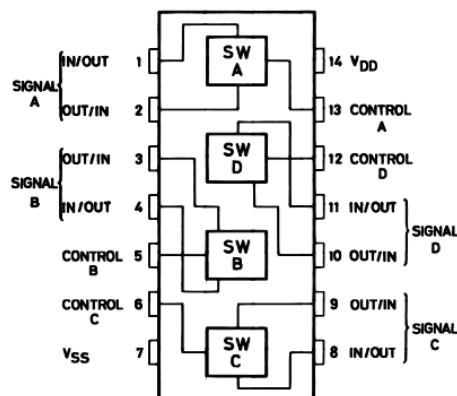 SIGNAL
A
IN/OUT 1
OUT/IN 2
SIGNAL
B
OUT/IN 3
IN/OUT 4
CONTROL 5
B
CONTROL 6
C
VSS 7
SW
A
SW
D
SW
B
SW
C
14 VDD
13 CONTROL
A
12 CONTROL
D
11 IN/OUT
10 OUT/IN
SIGNAL
D
9 OUT/IN
8 IN/OUT
SIGNAL
C